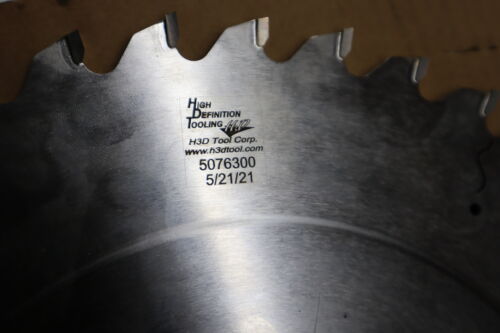 High
Definition
Tooling
H3D Tool Corp.
www.h3dtool.com
5076300
5/21/21